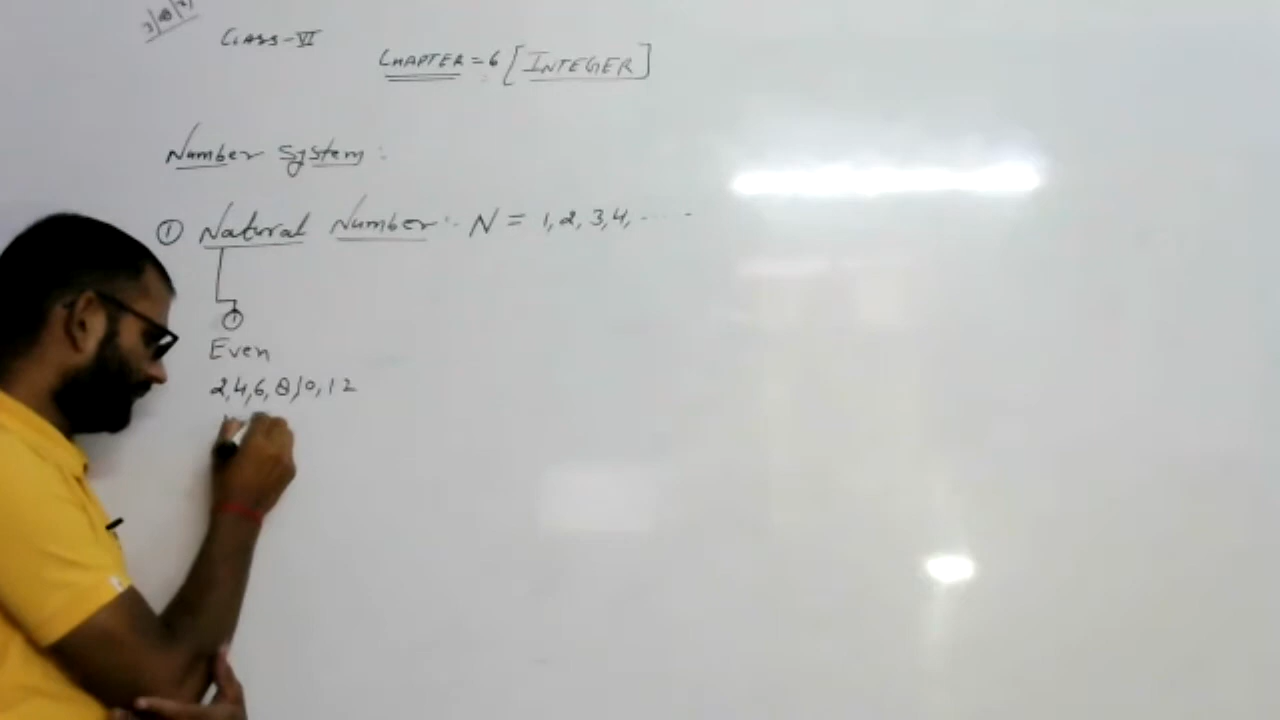 CLASS-VI
CHAPTER = 6 [INTEGER]
Number System:
① Natural Number:- N = 1, 2, 3, 4, ----
①
Even
2, 4, 6, 8, 10, 12